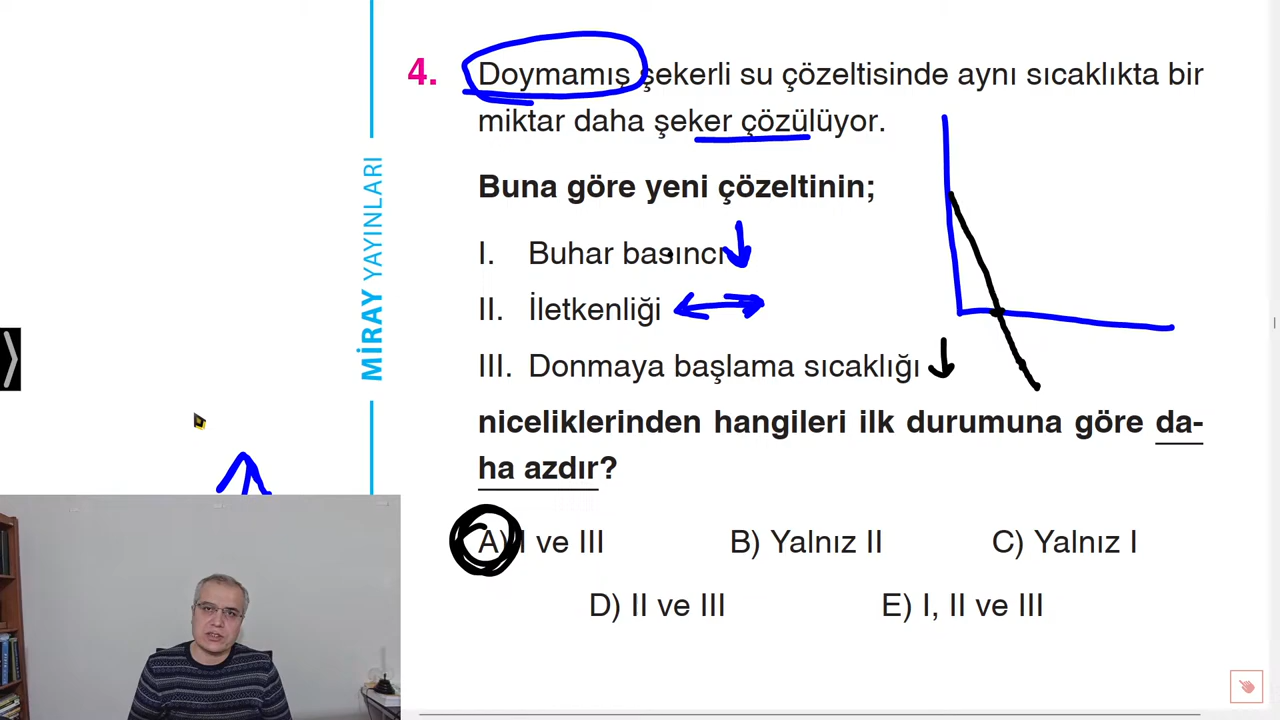 MİRAY YAYINLARI
4. Doymamış şekerli su çözeltisinde aynı sıcaklıkta bir
miktar daha şeker çözülüyor.
Buna göre yeni çözeltinin;
I. Buhar basıncı
II. İletkenliği
III. Donmaya başlama sıcaklığı
niceliklerinden hangileri ilk durumuna göre da-
ha azdır?
A) I ve III B) Yalnız II C) Yalnız I
D) II ve III E) I, II ve III